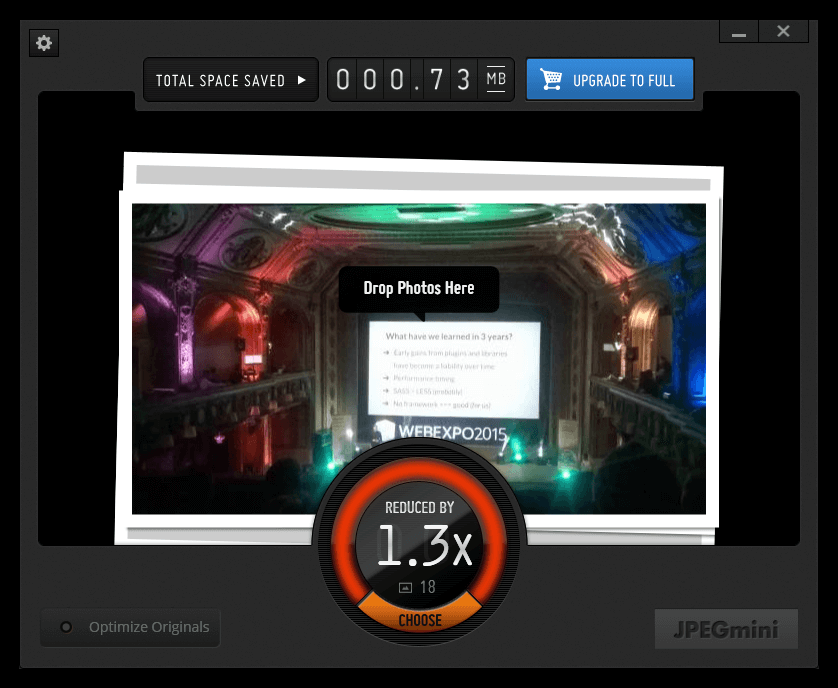 TOTAL SPACE SAVED
000.73 MB
UPGRADE TO FULL
Drop Photos Here
What have we learned in 3 years?
➔ Early gains from plugins and libraries
have become a liability over time
➔ Performance tuning
➔ SASS > LESS (probably)
➔ No framework === good (for us)
WEBEXPO2015
REDUCED BY
1.3x
18
CHOOSE
Optimize Originals
JPEGmini